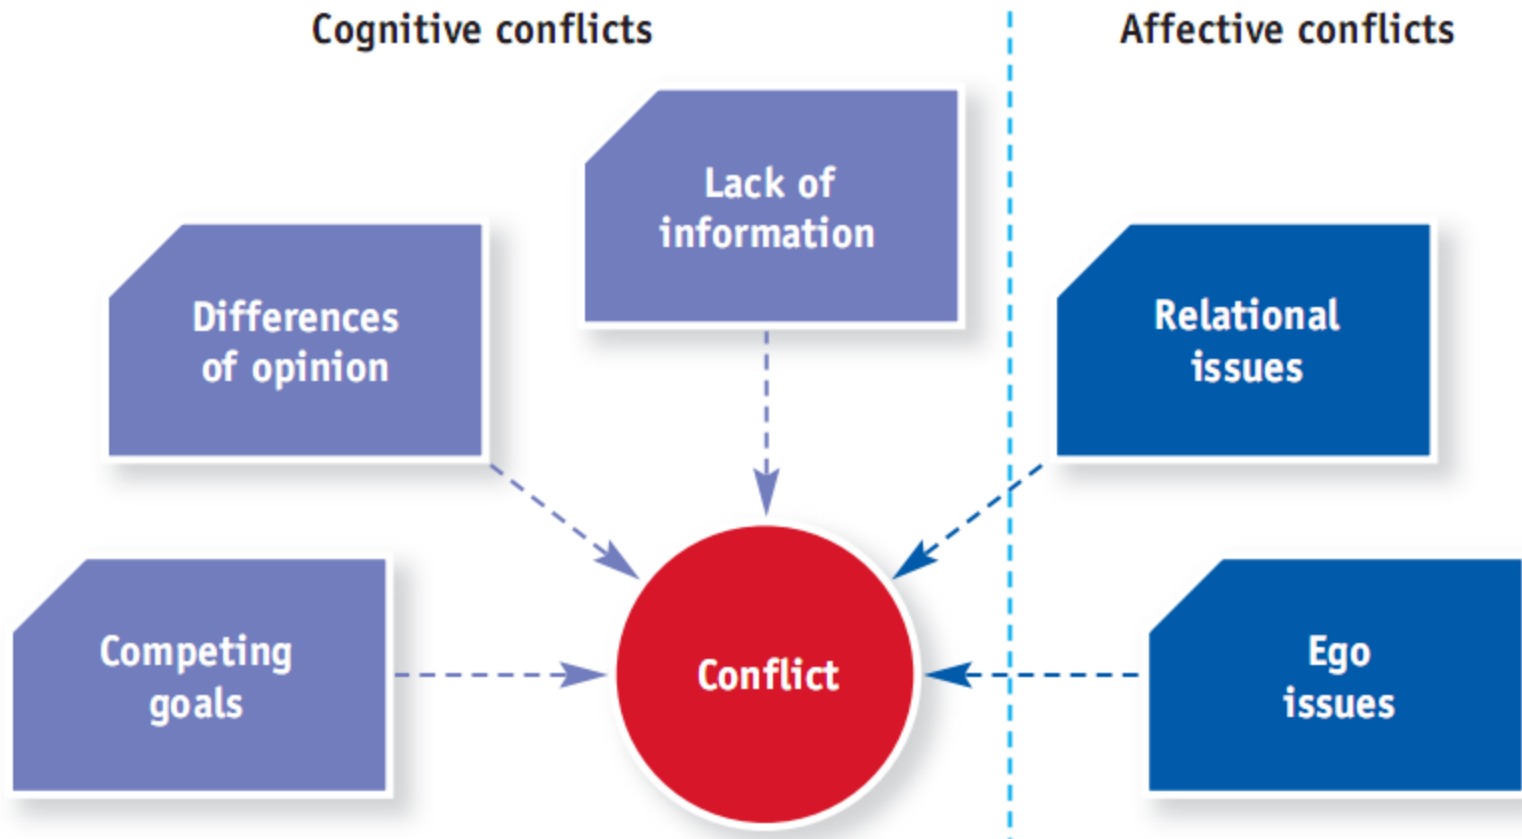 Cognitive conflicts
Affective conflicts
Lack of
information
Differences
of opinion
Relational
issues
Competing
goals
Conflict
Ego
issues